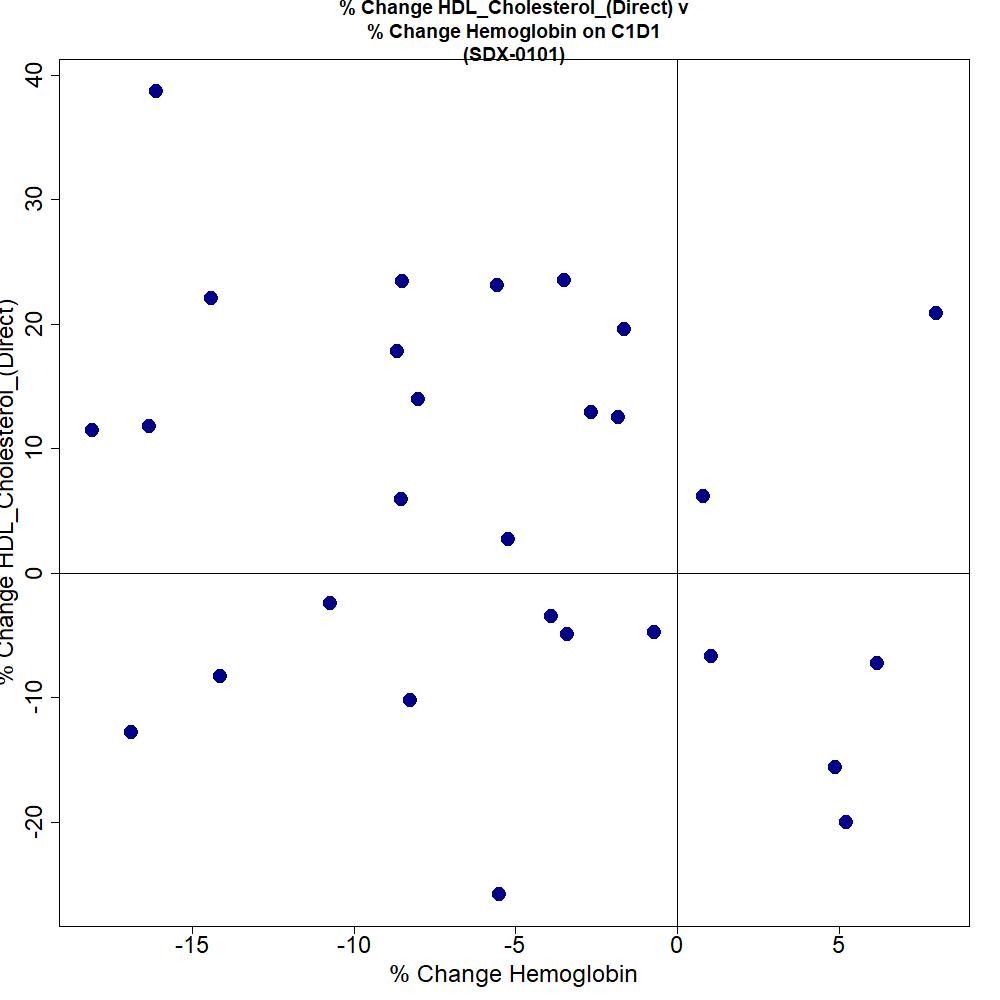 % Change HDL_Cholesterol_(Direct) v
% Change Hemoglobin on C1D1
(SDX-0101)
% Change HDL_Cholesterol_(Direct)
40
30
20
10
0
-10
-20
-15
-10
-5
0
5
% Change Hemoglobin